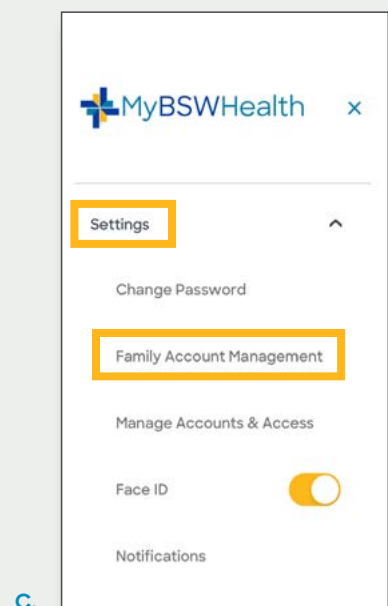 MyBSWHealth ×
Settings
Change Password
Family Account Management
Manage Accounts & Access
Face ID
Notifications
C.